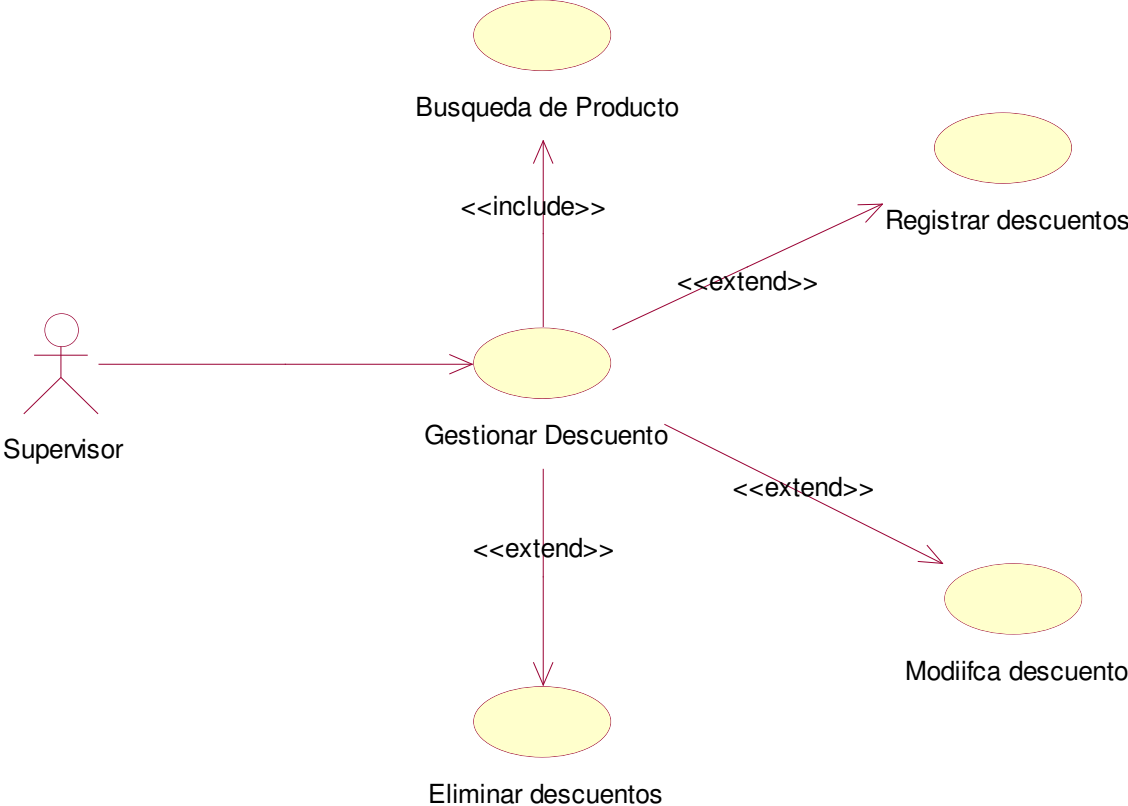 Busqueda de Producto
<<include>>
Registrar descuentos
<<extend>>
Supervisor
Gestionar Descuento
<<extend>>
<<extend>>
Modiifca descuento
Eliminar descuentos